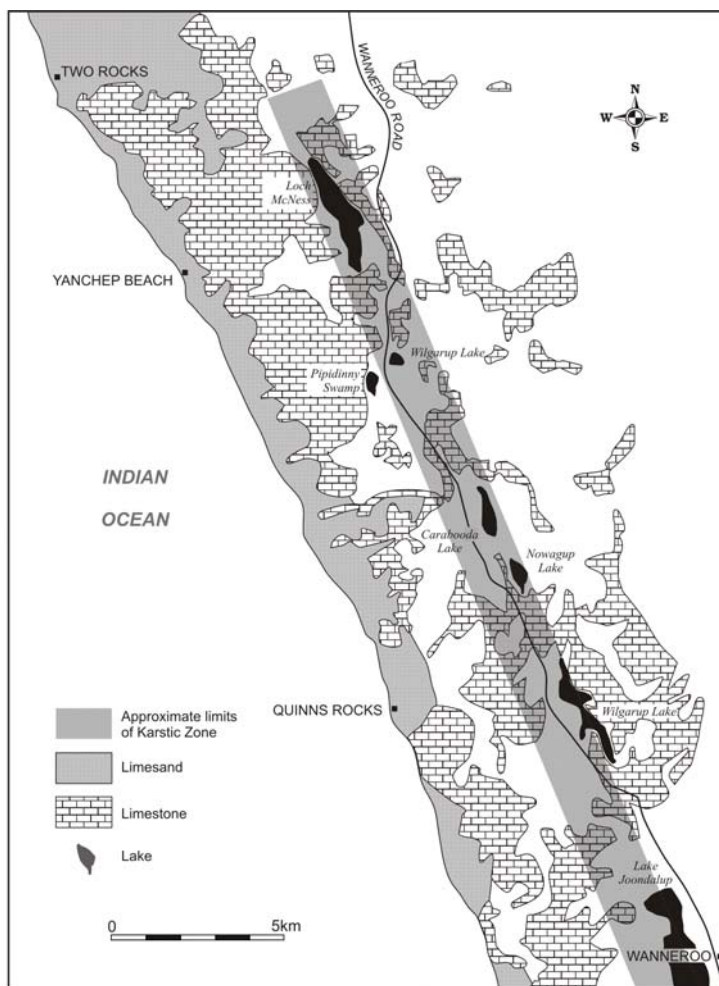 TWO ROCKS
WANNEROO ROAD
N
W E
S
Loch
McNess
YANCHEP BEACH
Wilgarup Lake
Pipidinny
Swamp
INDIAN
OCEAN
Carabooda
Lake
Nowagup
Lake
QUINNS ROCKS
Wilgarup Lake
Approximate limits
of Karstic Zone
Limesand
Limestone
Lake
Lake
Joondalup
0 5km
WANNEROO